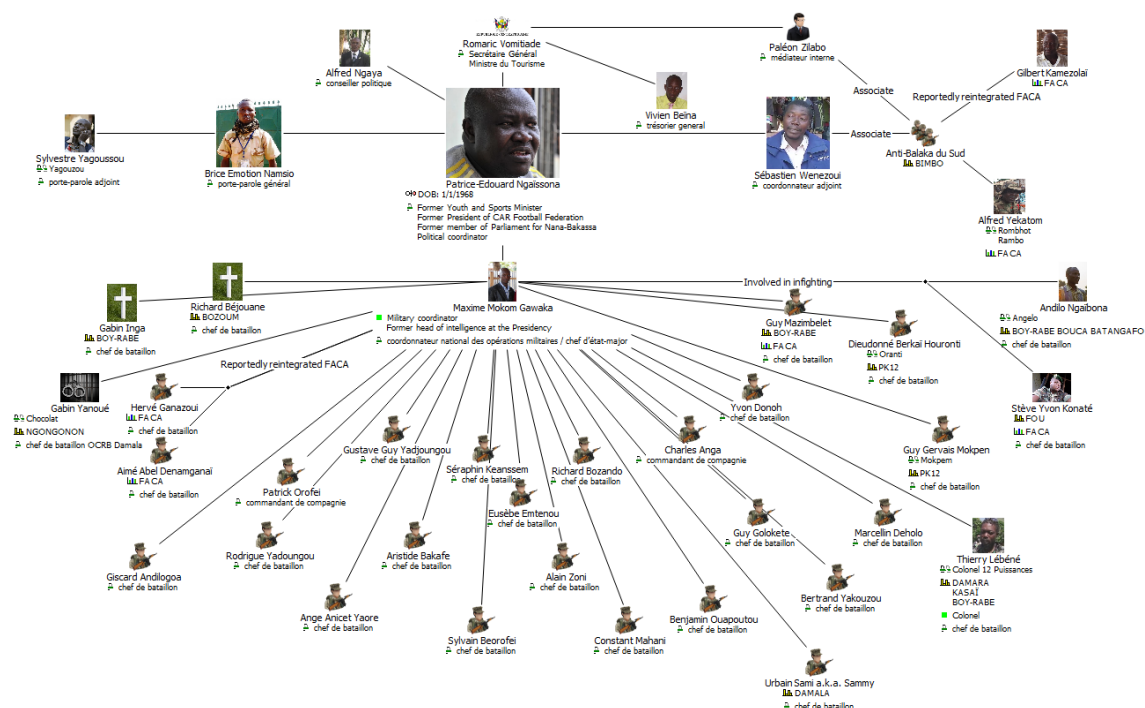 Romaric Vomitiade
Secrétaire Général
Ministre du Tourisme
Paléon Zilabo
médiateur interne
Alfred Ngaya
conseiller politique
Gilbert Kamezolaï
FACA
Associate
Reportedly reintegrated FACA
Vivien Beina
trésorier general
Sylvestre Yagoussou
Yagouzou
porte-parole adjoint
Brice Emotion Namsio
porte-parole général
Patrice-Edouard Ngaïssona
DOB: 1/1/1968
Former Youth and Sports Minister
Former President of CAR Football Federation
Former member of Parliament for Nana-Bakassa
Political coordinator
Sébastien Wenezoui
coordonnateur adjoint
Associate
Anti-Balaka du Sud
BIMBO
Alfred Yekatom
Rombhot
Rambo
FACA
Gabin Inga
BOY-RABE
chef de bataillon
Richard Béjouane
BOZOUM
chef de bataillon
Maxime Mokom Gawaka
Military coordinator
Former head of intelligence at the Presidency
coordonnateur national des opérations militaires / chef d'état-major
Involved in infighting
Guy Mazimbelet
BOY-RABE
FACA
chef de bataillon
Dieudonné Berkaï Houronti
Oranti
PK12
chef de bataillon
Andilo Ngaibona
Angelo
BOY-RABE BOUCA BATANGAFO
chef de bataillon
Reportedly reintegrated FACA
Gabin Yanoué
Chocolat
NGONGONON
chef de bataillon OCRB Damala
Hervé Ganazoui
FACA
chef de bataillon
Aimé Abel Denamganaï
FACA
chef de bataillon
Stève Yvon Konaté
FOU
FACA
chef de bataillon
Yvon Donoh
chef de bataillon
Gustave Guy Yadjoungou
chef de bataillon
Charles Anga
commandant de compagnie
Guy Gervais Mokpen
Mokpem
PK12
chef de bataillon
Séraphin Keanssem
chef de bataillon
Richard Bozando
chef de bataillon
Patrick Orofei
commandant de compagnie
Eusèbe Emtenou
chef de bataillon
Guy Golokete
chef de bataillon
Marcellin Deholo
chef de bataillon
Rodrigue Yadoungou
chef de bataillon
Aristide Bakafe
chef de bataillon
Alain Zoni
chef de bataillon
Giscard Andilogoa
chef de bataillon
Thierry Lébéné
Colonel 12 Puissances
DAMARA
KASAÏ
BOY-RABE
Colonel
chef de bataillon
Bertrand Yakouzou
chef de bataillon
Ange Anicet Yaore
chef de bataillon
Benjamin Ouapoutou
chef de bataillon
Sylvain Beorofei
chef de bataillon
Constant Mahani
chef de bataillon
Urbain Sami a.k.a. Sammy
DAMALA
chef de bataillon